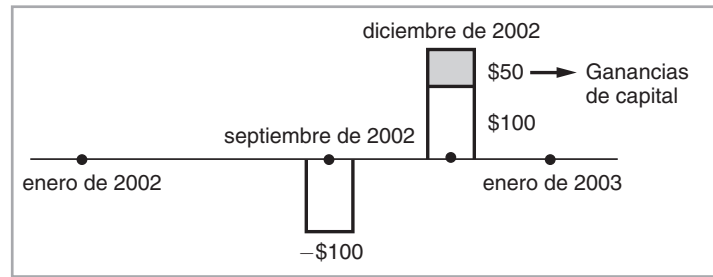 diciembre de 2002
$50
Ganancias
de capital
$100
septiembre de 2002
enero de 2002
enero de 2003
−$100